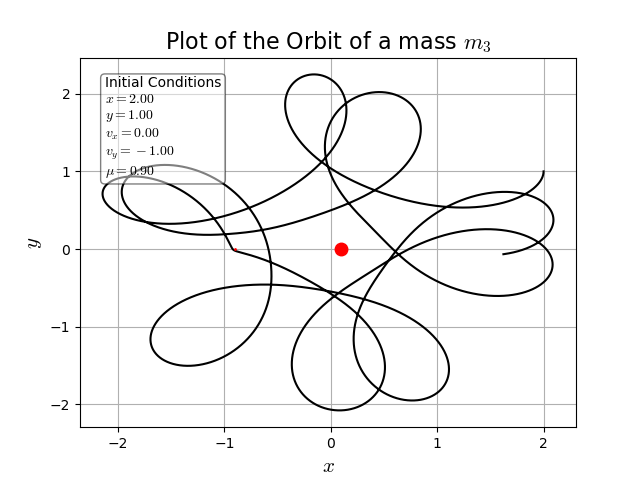 Plot of the Orbit of a mass m₃
Initial Conditions
x = 2.00
y = 1.00
vₓ = 0.00
v_y = −1.00
μ = 0.90
y
2
1
0
−1
−2
−2 −1 0 1 2
x